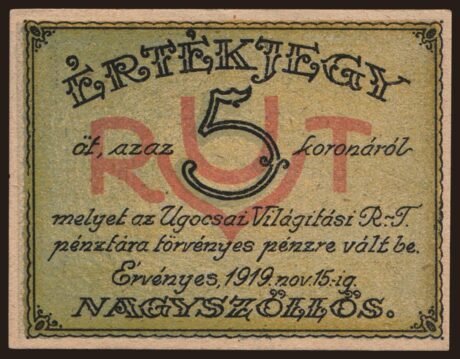 ÉRTÉKJEGY
RUT
5
öt, azaz koronáról
melyet az Ugocsai Világitási R.-T.
pénztára törvényes pénzre vált be.
Érvényes, 1919. nov. 15.-ig.
NAGYSZŐLLŐS.